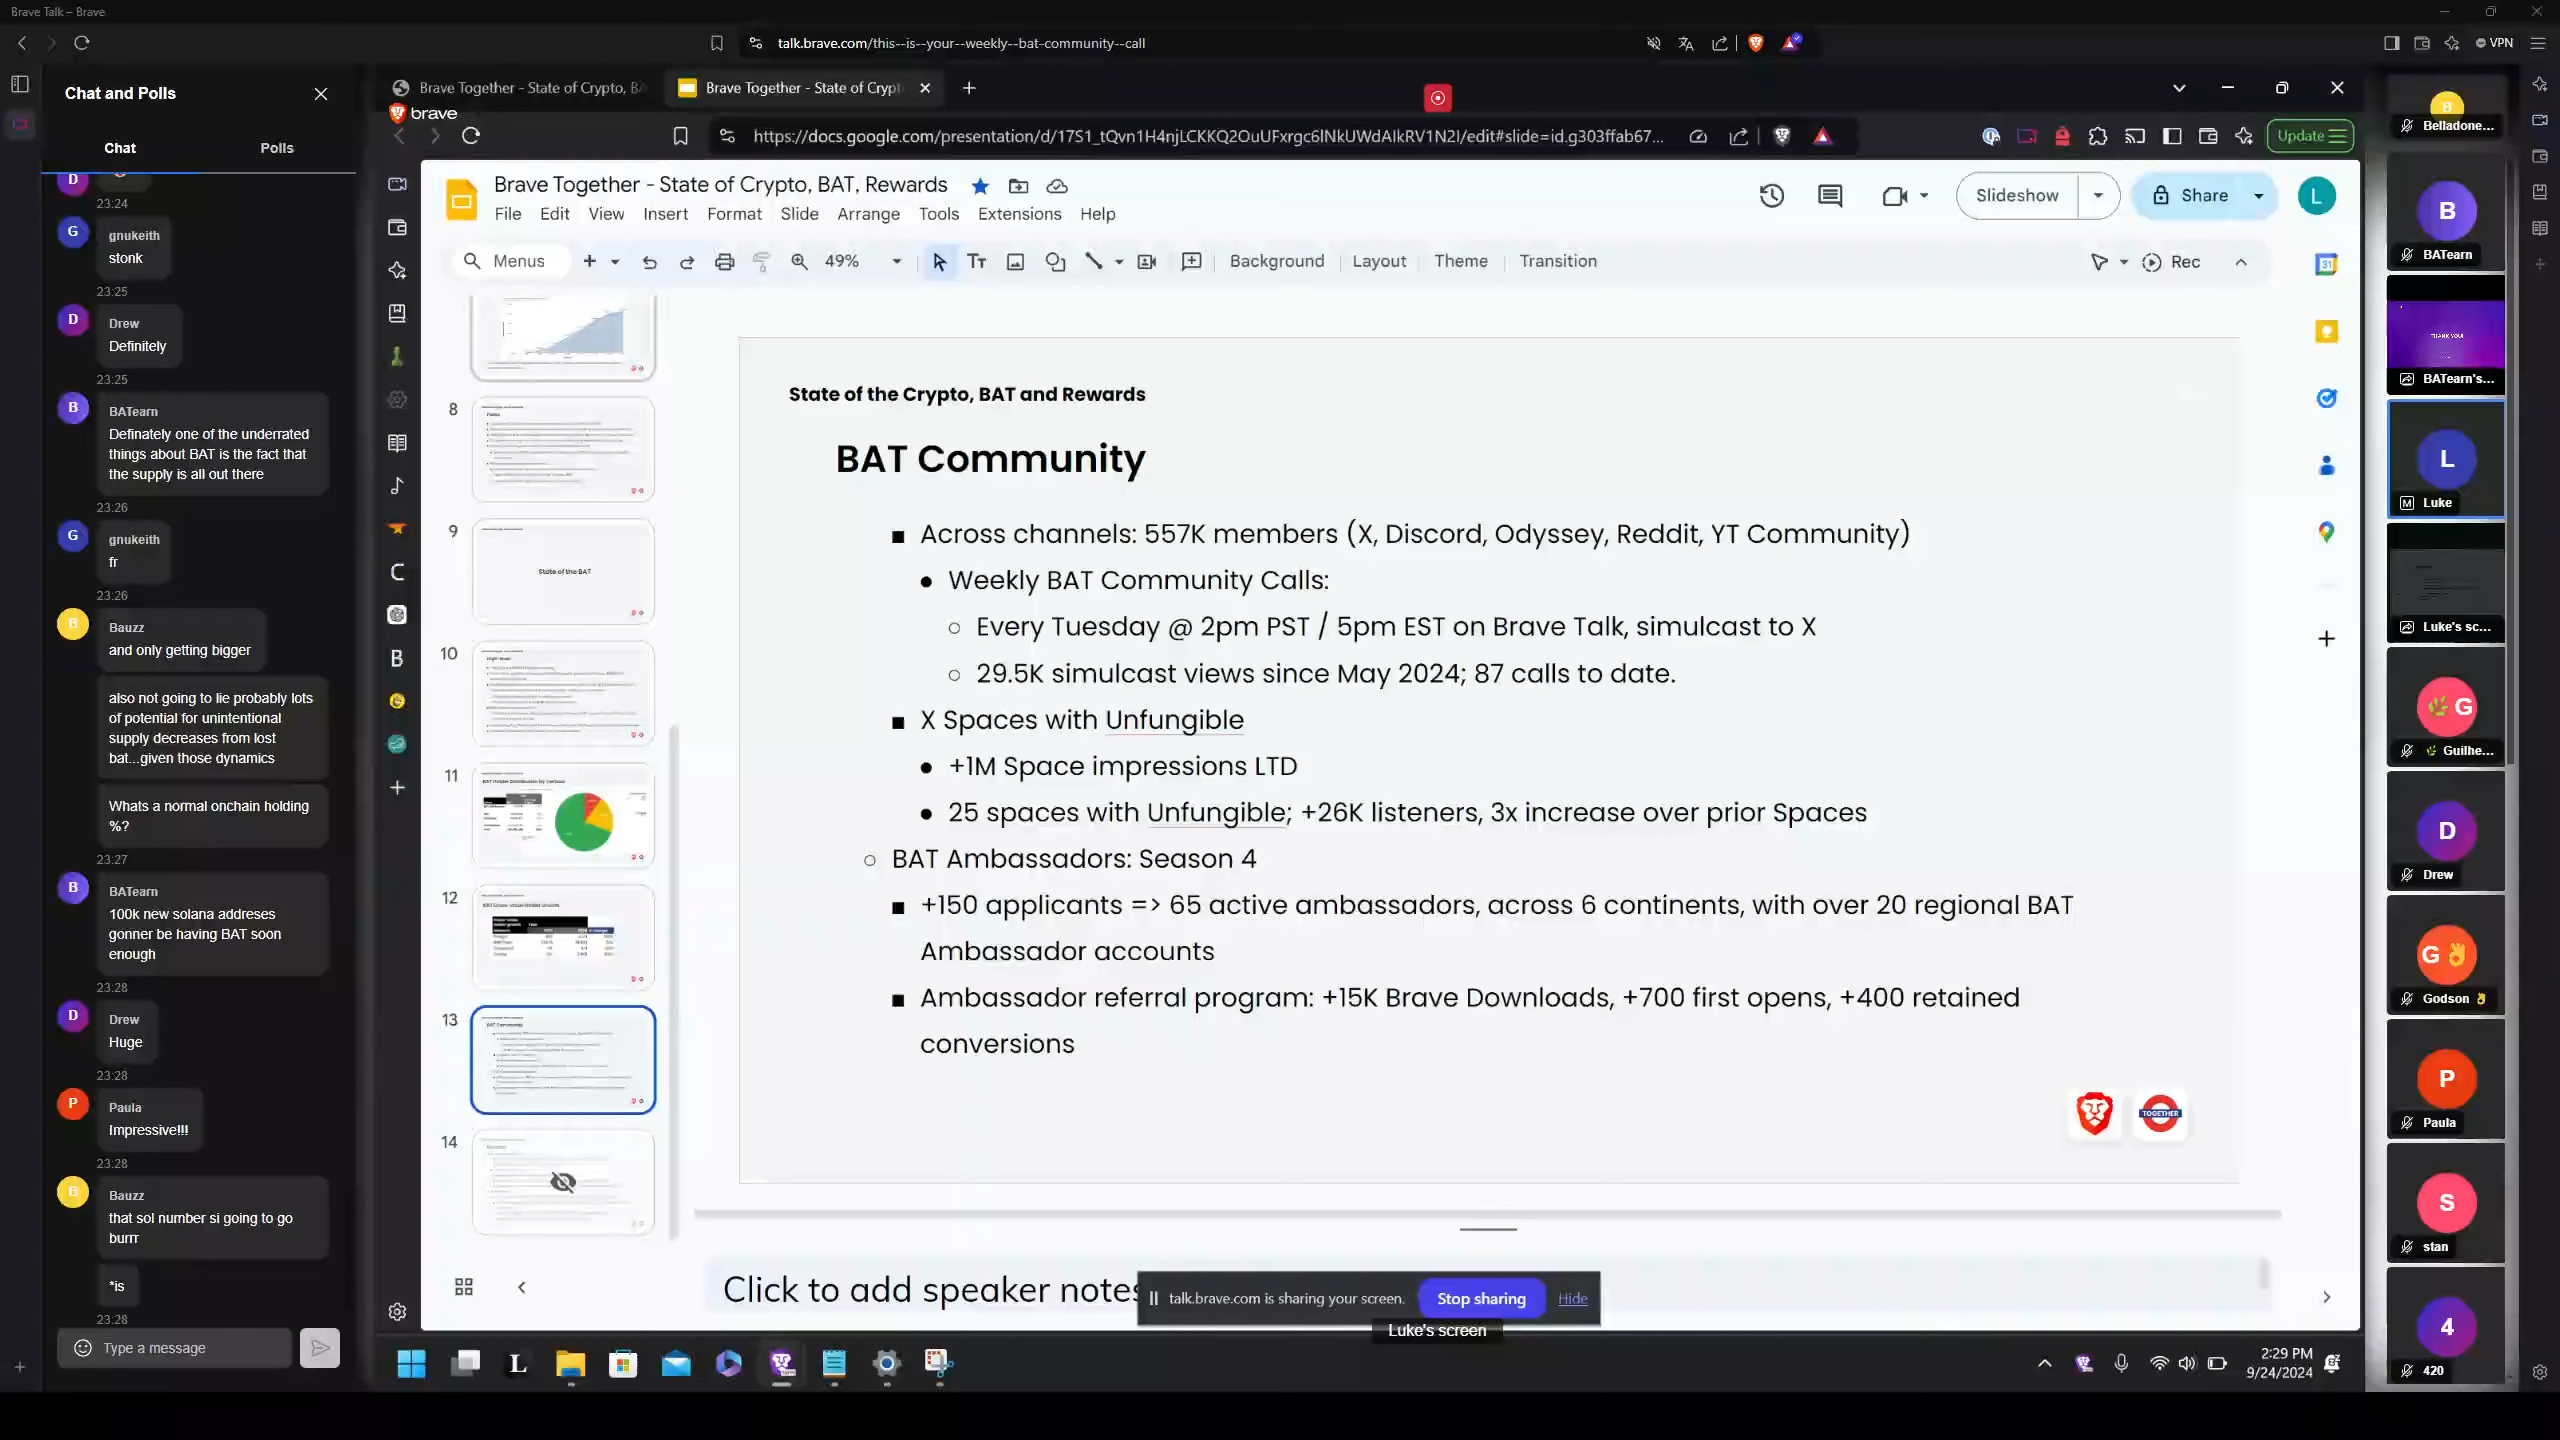 Brave Talk – Brave
talk.brave.com/this--is--your--weekly--bat-community--call
VPN
Chat and Polls
Chat
Polls
D
23:24
G
gnukeith
stonk
23:25
D
Drew
Definitely
23:25
B
BATearn
Definately one of the underrated
things about BAT is the fact that
the supply is all out there
23:26
G
gnukeith
fr
23:26
B
Bauzz
and only getting bigger
also not going to lie probably lots
of potential for unintentional
supply decreases from lost
bat...given those dynamics
Whats a normal onchain holding
%?
23:27
B
BATearn
100k new solana addreses
gonner be having BAT soon
enough
23:28
D
Drew
Huge
23:28
P
Paula
Impressive!!!
23:28
B
Bauzz
that sol number si going to go
burrr
*is
23:28
Type a message
Brave Together - State of Crypto, BA
Brave Together - State of Crypt
brave
https://docs.google.com/presentation/d/17S1_tQvn1H4njLCKKQ2OuUFxrgc6lNkUWdAIkRV1N2I/edit#slide=id.g303ffab67...
Update
Brave Together - State of Crypto, BAT, Rewards
File Edit View Insert Format Slide Arrange Tools Extensions Help
Slideshow
Share
L
Menus
49%
Background
Layout
Theme
Transition
Rec
8
9
State of the BAT
10
11
12
13
14
State of the Crypto, BAT and Rewards
BAT Community
Across channels: 557K members (X, Discord, Odyssey, Reddit, YT Community)
Weekly BAT Community Calls:
Every Tuesday @ 2pm PST / 5pm EST on Brave Talk, simulcast to X
29.5K simulcast views since May 2024; 87 calls to date.
X Spaces with Unfungible
+1M Space impressions LTD
25 spaces with Unfungible; +26K listeners, 3x increase over prior Spaces
BAT Ambassadors: Season 4
+150 applicants => 65 active ambassadors, across 6 continents, with over 20 regional BAT
Ambassador accounts
Ambassador referral program: +15K Brave Downloads, +700 first opens, +400 retained
conversions
TOGETHER
Click to add speaker notes
talk.brave.com is sharing your screen.
Stop sharing
Hide
Luke's screen
2:29 PM
9/24/2024
B
Belladone...
B
BATearn
THANK YOU!
BATearn's...
L
M
Luke
Luke's sc...
G
Guilhe...
D
Drew
G
Godson
P
Paula
S
stan
4
420